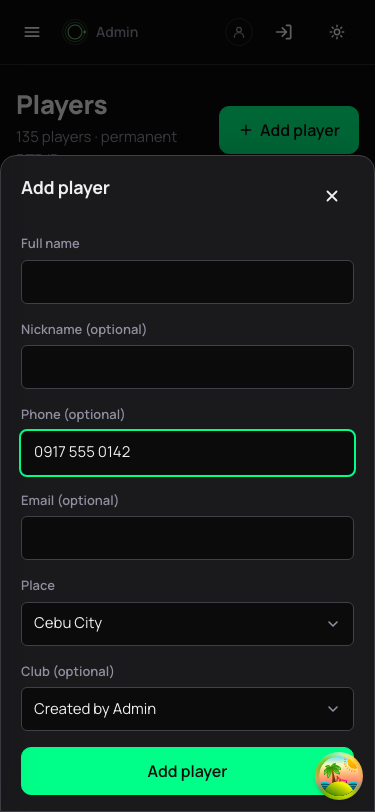 Admin
Players
135 players · permanent
+ Add player
Add player
Full name
Nickname (optional)
Phone (optional)
0917 555 0142
Email (optional)
Place
Cebu City
Club (optional)
Created by Admin
Add player